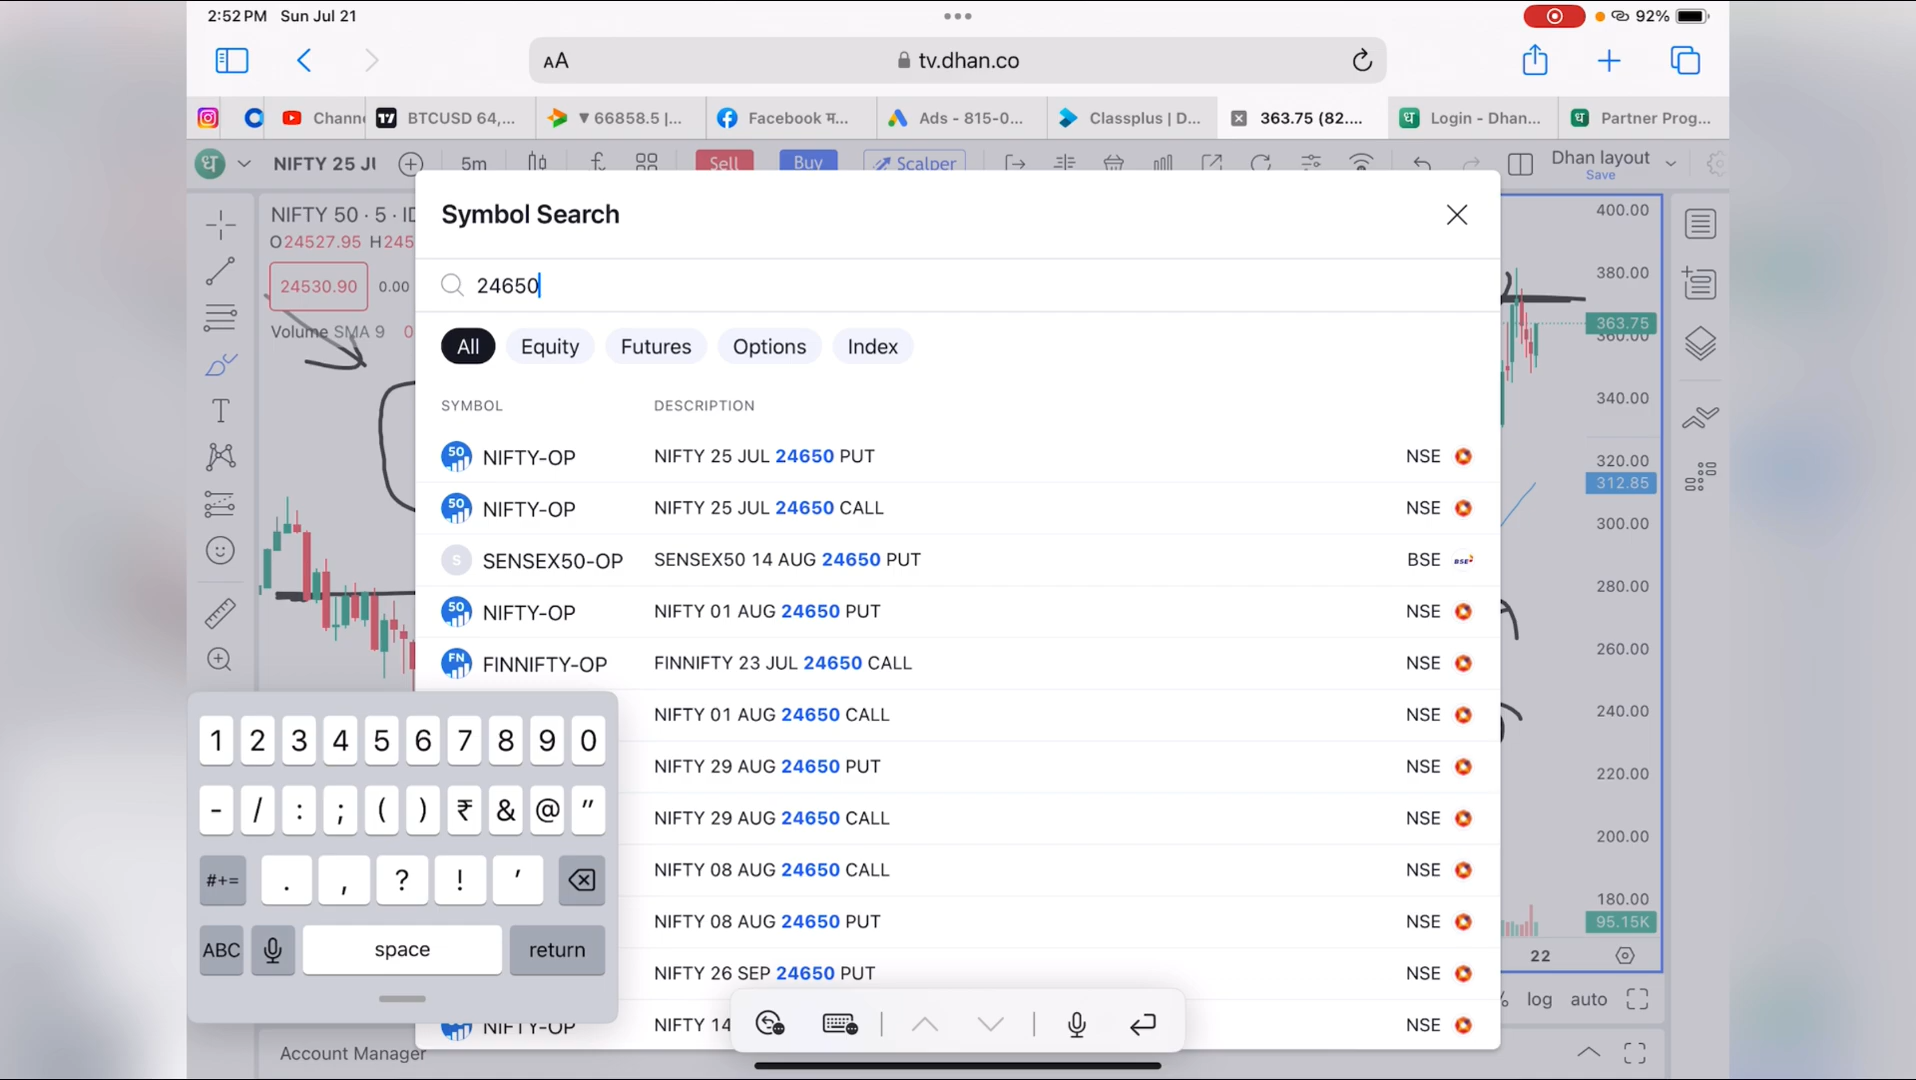 2:52 PM Sun Jul 21
92%
AA
tv.dhan.co
Chann
BTCUSD 64,...
▼66858.5 |...
Facebook म...
Ads - 815-0...
Classplus | D...
363.75 (82....
Login - Dhan...
Partner Prog...
NIFTY 25 JU
5m
Sell
Buy
Scalper
Dhan layout
Save
NIFTY 50 · 5 · ID
O24527.95 H245
24530.90 0.00
Volume SMA 9 0
Symbol Search
24650
All Equity Futures Options Index
SYMBOL DESCRIPTION
NIFTY-OP NIFTY 25 JUL 24650 PUT NSE
NIFTY-OP NIFTY 25 JUL 24650 CALL NSE
SENSEX50-OP SENSEX50 14 AUG 24650 PUT BSE
NIFTY-OP NIFTY 01 AUG 24650 PUT NSE
FINNIFTY-OP FINNIFTY 23 JUL 24650 CALL NSE
NIFTY 01 AUG 24650 CALL NSE
NIFTY 29 AUG 24650 PUT NSE
NIFTY 29 AUG 24650 CALL NSE
NIFTY 08 AUG 24650 CALL NSE
NIFTY 08 AUG 24650 PUT NSE
NIFTY 26 SEP 24650 PUT NSE
NIFTY-OP NIFTY 14 NSE
400.00
380.00
363.75
360.00
340.00
320.00
312.85
300.00
280.00
260.00
240.00
220.00
200.00
180.00
95.15K
22
% log auto
1 2 3 4 5 6 7 8 9 0
- / : ; ( ) ₹ & @ "
#+= . , ? ! '
ABC space return
Account Manager